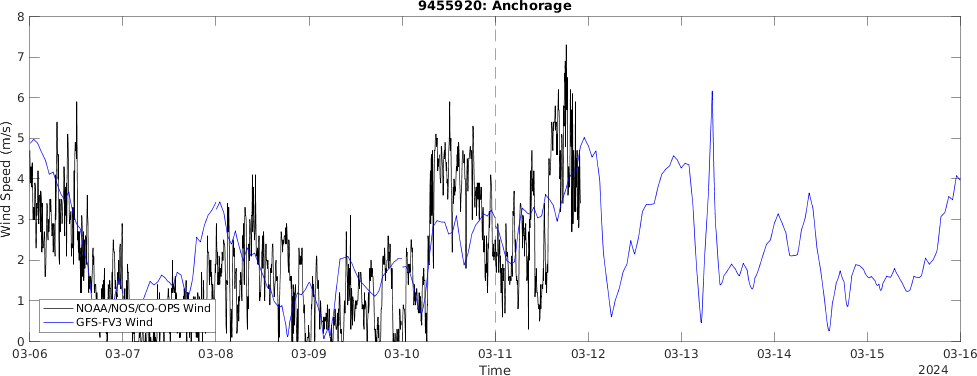 9455920: Anchorage
Wind Speed (m/s)
8
7
6
5
4
3
2
1
0
NOAA/NOS/CO-OPS Wind
GFS-FV3 Wind
03-06 03-07 03-08 03-09 03-10 03-11 03-12 03-13 03-14 03-15 03-16
Time
2024